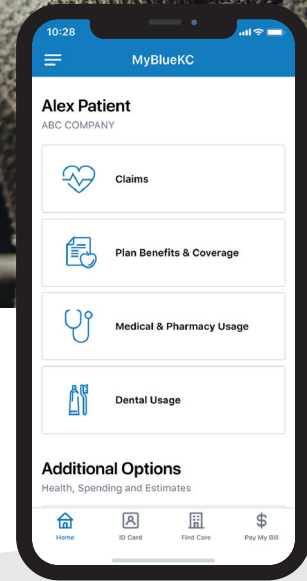 10:28
MyBlueKC
Alex Patient
ABC COMPANY
Claims
Plan Benefits & Coverage
Medical & Pharmacy Usage
Dental Usage
Additional Options
Health, Spending and Estimates
Home
ID Card
Find Care
Pay My Bill